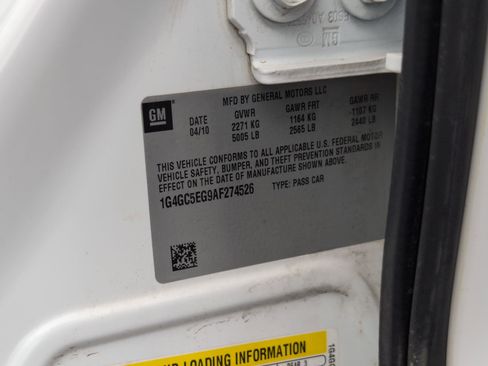 GM
MFD BY GENERAL MOTORS LLC
DATE GVWR GAWR FRT GAWR RR
04/10 2271 KG 1164 KG 1107 KG
5005 LB 2565 LB 2440 LB
THIS VEHICLE CONFORMS TO ALL APPLICABLE U.S. FEDERAL MOTOR
VEHICLE SAFETY, BUMPER, AND THEFT PREVENTION STANDARDS IN
EFFECT ON THE DATE OF MANUFACTURE SHOWN ABOVE.
1G4GC5EG9AF274526 TYPE: PASS CAR
GM
LOADING INFORMATION